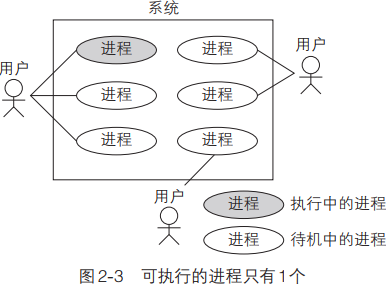 系统
进程 进程
用户 用户
进程 进程
进程 进程
用户
进程 执行中的进程
进程 待机中的进程
图2-3 可执行的进程只有1个